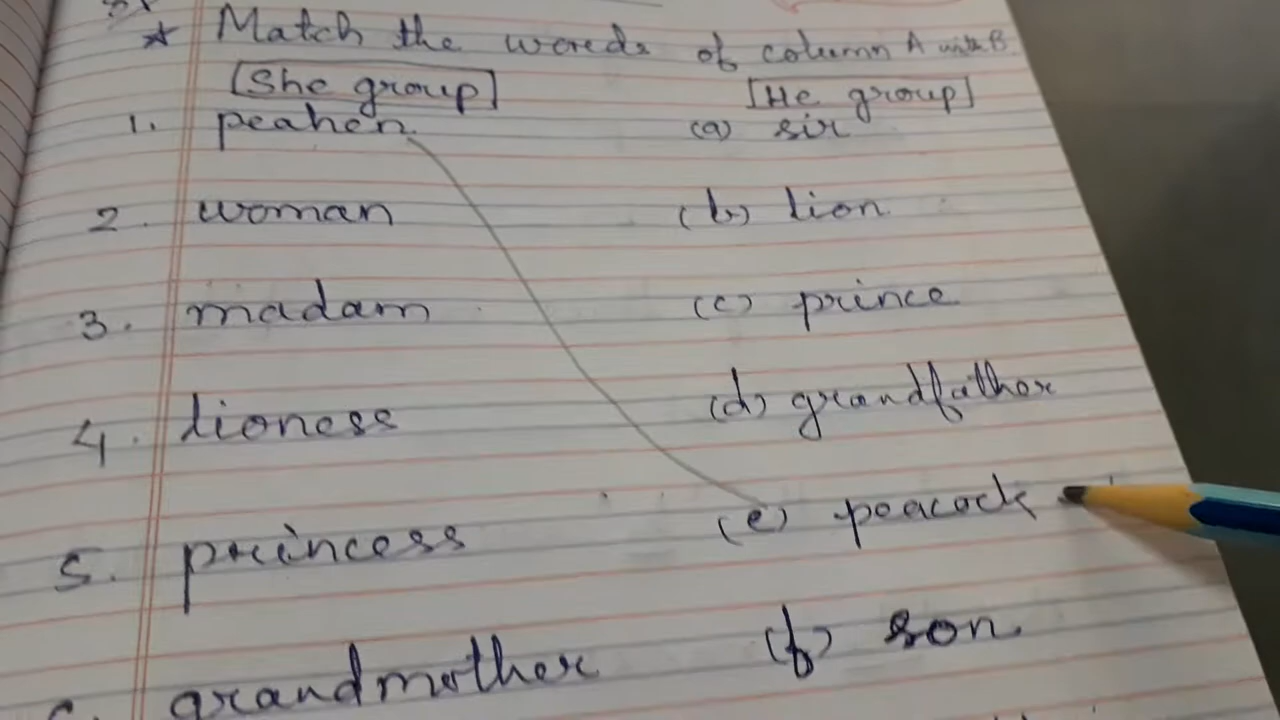 ★ Match the words of column A with B
[She group] [He group]
1. peahen (a) sir
2. woman (b) lion
3. madam (c) prince
4. lioness (d) grandfather
5. princess (e) peacock
6. grandmother (f) son